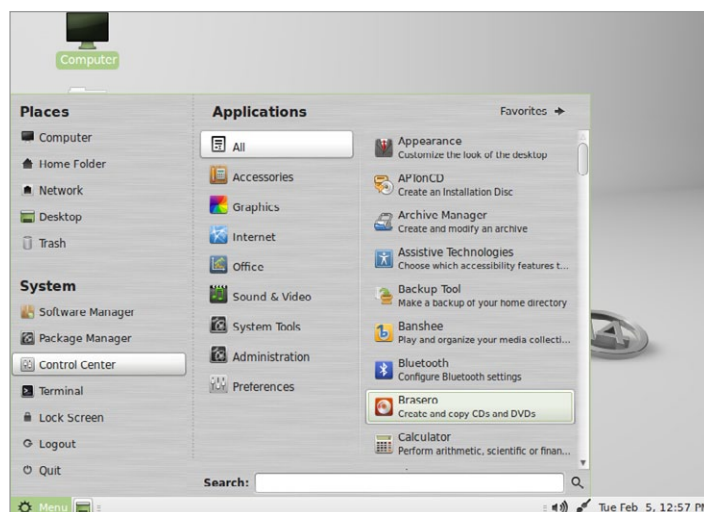 Computer
Places
Computer
Home Folder
Network
Desktop
Trash
System
Software Manager
Package Manager
Control Center
Terminal
Lock Screen
Logout
Quit
Applications
Favorites
All
Accessories
Graphics
Internet
Office
Sound & Video
System Tools
Administration
Preferences
Appearance
Customize the look of the desktop
APTonCD
Create an Installation Disc
Archive Manager
Create and modify an archive
Assistive Technologies
Choose which accessibility features t...
Backup Tool
Make a backup of your home directory
Banshee
Play and organize your media collecti...
Bluetooth
Configure Bluetooth settings
Brasero
Create and copy CDs and DVDs
Calculator
Perform arithmetic, scientific or finan...
Search:
Menu
Tue Feb 5, 12:57 PM